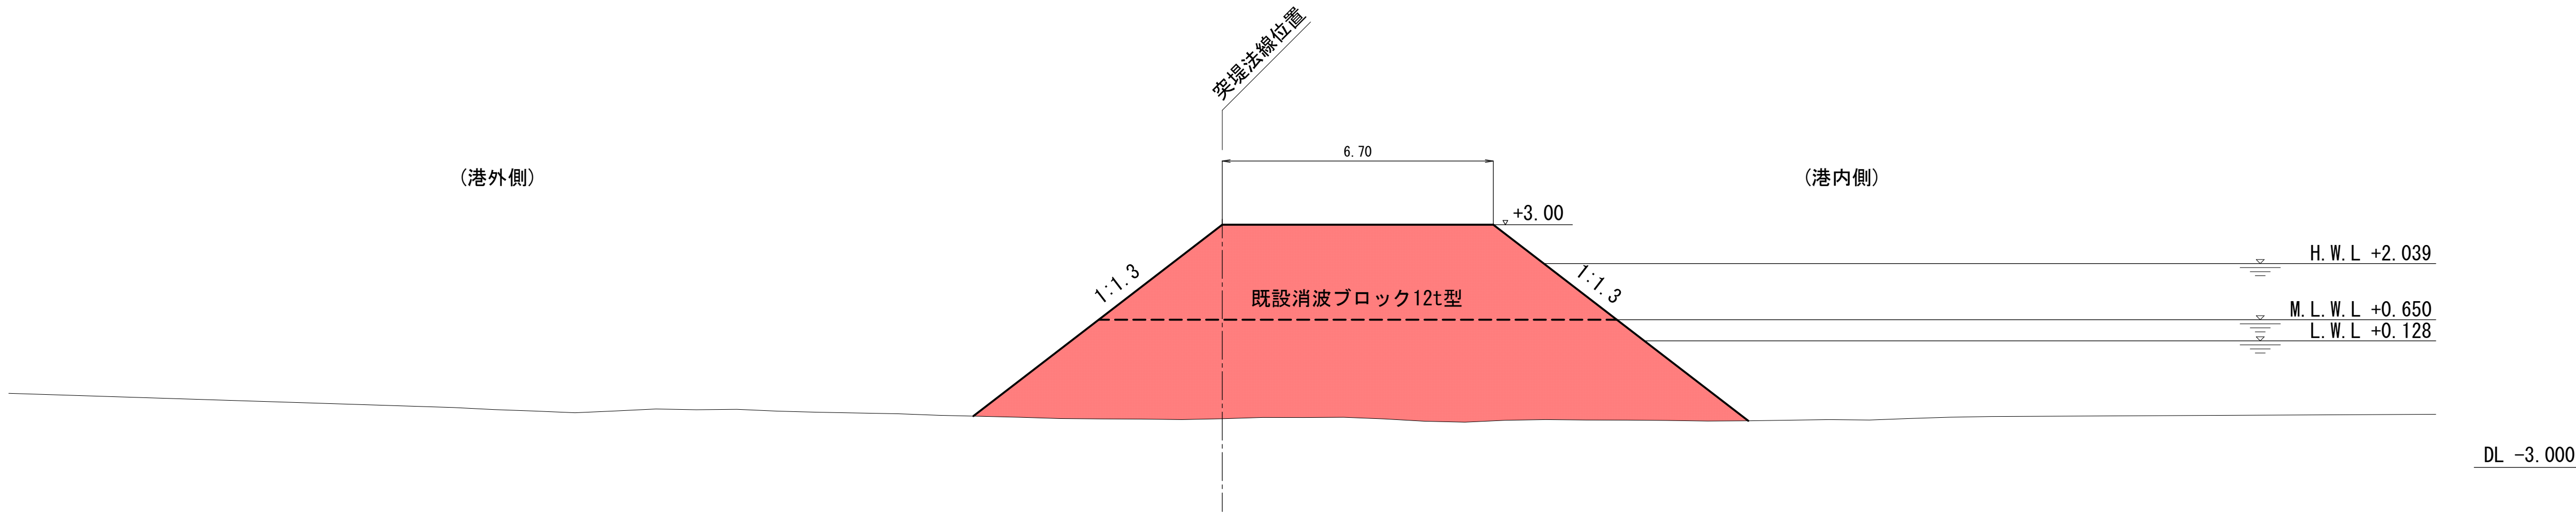 突堤法線位置
6.70
(港外側)
(港内側)
+3.00
H.W.L +2.039
1:1.3
1:1.3
既設消波ブロック12t型
M.L.W.L +0.650
L.W.L +0.128
DL -3.000